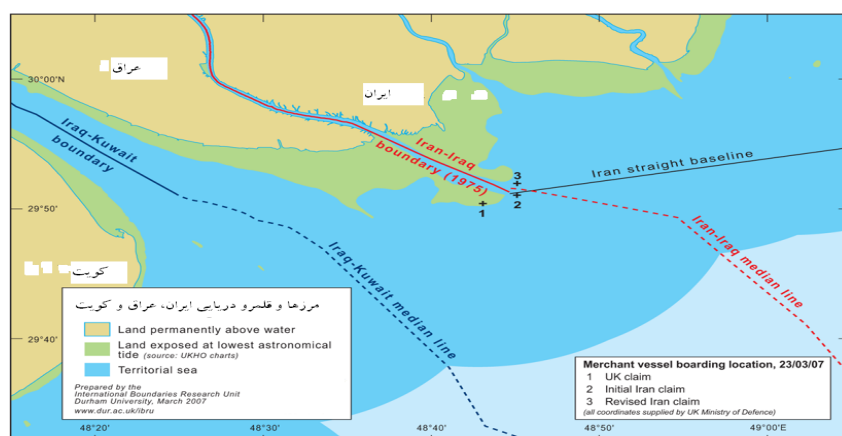 عراق
ایران
30°00'N
Iraq-Kuwait
boundary
Iran-Iraq
boundary (1975)
3
2
1
Iran straight baseline
29°50'
Iraq-Kuwait median line
Iran-Iraq
median line
کویت
29°40'
مرزها و قلمرو دریایی ایران، عراق و کویت
Land permanently above water
Land exposed at lowest astronomical
tide (source: UKHO charts)
Territorial sea
Prepared by the
International Boundaries Research Unit
Durham University, March 2007
www.dur.ac.uk/ibru
Merchant vessel boarding location, 23/03/07
1 UK claim
2 Initial Iran claim
3 Revised Iran claim
(all coordinates supplied by UK Ministry of Defence)
48°20'
48°30'
48°40'
48°50'
49°00'E